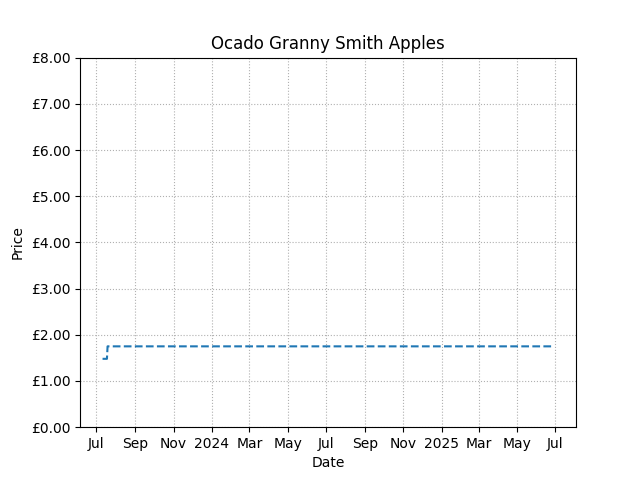 Ocado Granny Smith Apples
£8.00
£7.00
£6.00
£5.00
£4.00
£3.00
£2.00
£1.00
£0.00
Price
Jul Sep Nov 2024 Mar May Jul Sep Nov 2025 Mar May Jul
Date